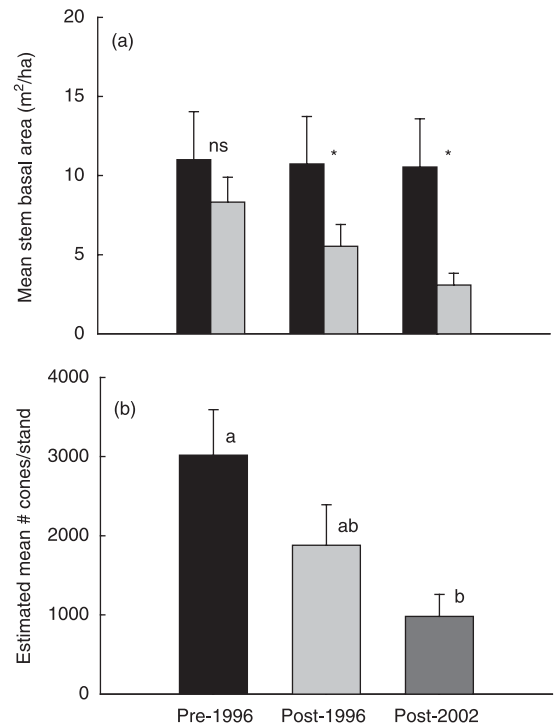 20
(a)
15
ns
*
*
10
5
0
Mean stem basal area (m²/ha)
4000
(b)
3000
a
2000
ab
1000
b
0
Estimated mean # cones/stand
Pre-1996 Post-1996 Post-2002